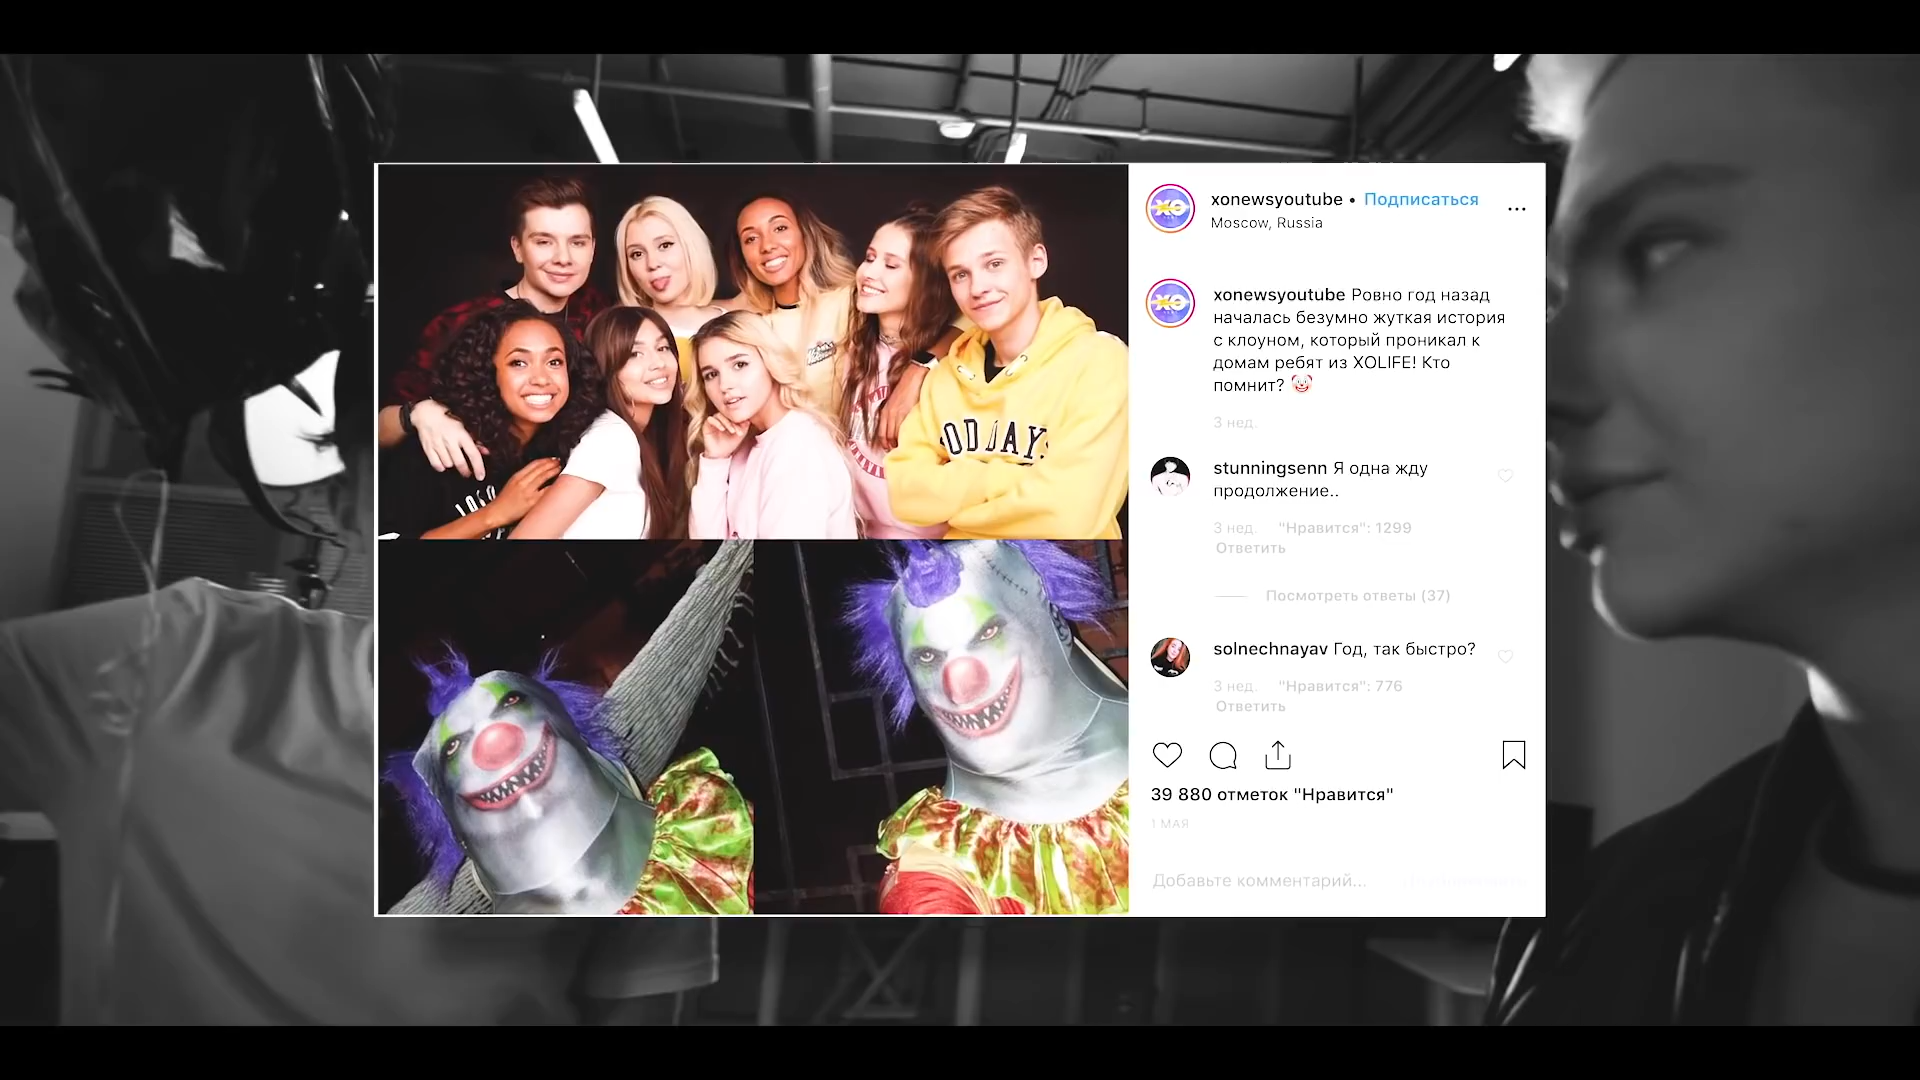 xonewsyoutube • Подписаться
Moscow, Russia
xonewsyoutube Ровно год назад
началась безумно жуткая история
с клоуном, который проникал к
домам ребят из XOLIFE! Кто
помнит? 🤡
3 нед.
stunningsenn Я одна жду
продолжение..
3 нед. "Нравится": 1299
Ответить
Посмотреть ответы (37)
solnechnayav Год, так быстро?
3 нед. "Нравится": 776
Ответить
39 880 отметок "Нравится"
1 МАЯ
Добавьте комментарий...
XO
XO